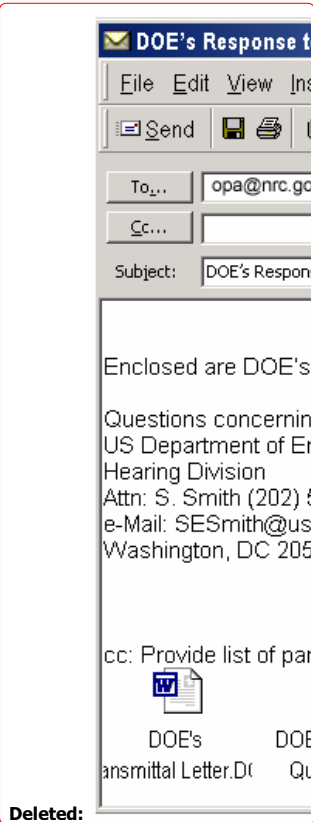 DOE's Response t
File Edit View Ins
Send
To...
opa@nrc.go
Cc...
Subject: DOE's Respon
Enclosed are DOE's
Questions concernin
US Department of En
Hearing Division
Attn: S. Smith (202) 5
e-Mail: SESmith@us
Washington, DC 205
cc: Provide list of par
DOE's DOE
ansmittal Letter.D( Qu
Deleted: